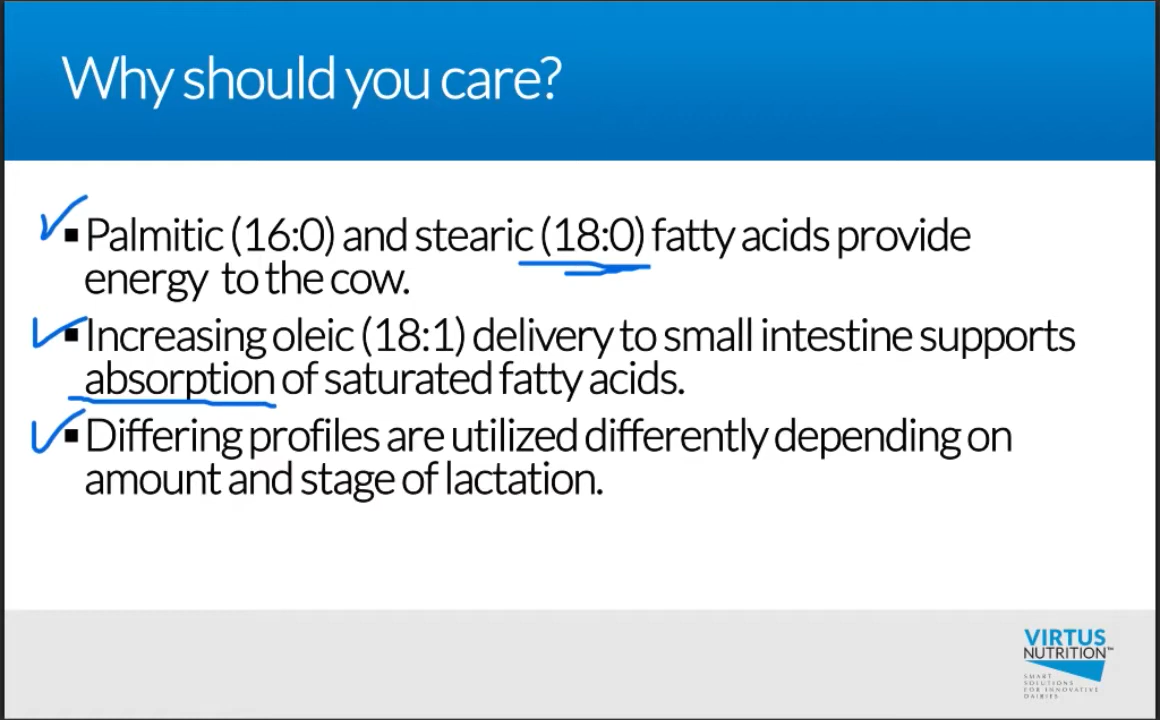 Why should you care?
▪ Palmitic (16:0) and stearic (18:0) fatty acids provide
energy to the cow.
▪ Increasing oleic (18:1) delivery to small intestine supports
absorption of saturated fatty acids.
▪ Differing profiles are utilized differently depending on
amount and stage of lactation.
VIRTUS
NUTRITION™
SMART
SOLUTIONS
FOR INNOVATIVE
DAIRIES